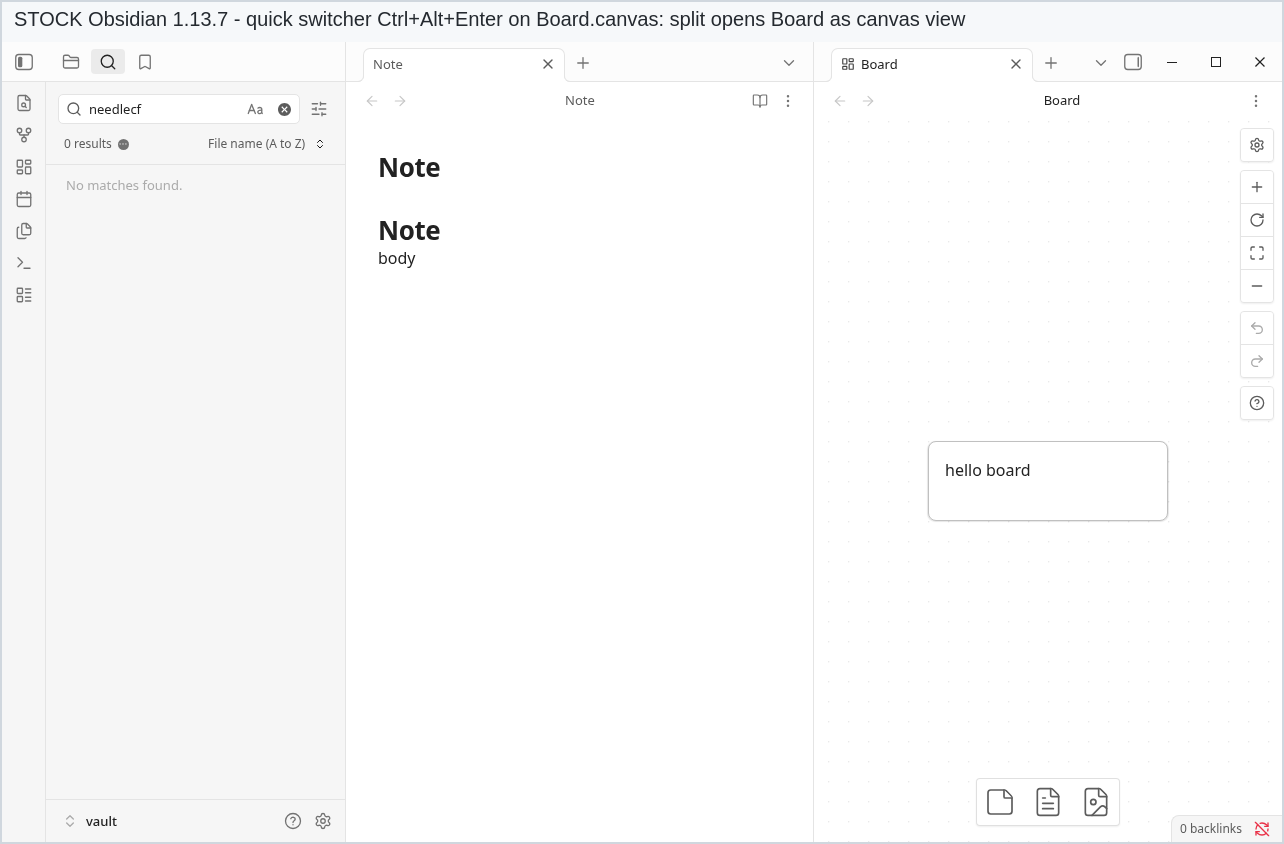 STOCK Obsidian 1.13.7 - quick switcher Ctrl+Alt+Enter on Board.canvas: split opens Board as canvas view
Note
Board
needlecf
Aa
0 results
File name (A to Z)
No matches found.
Note
Note
Note
body
Board
hello board
vault
0 backlinks